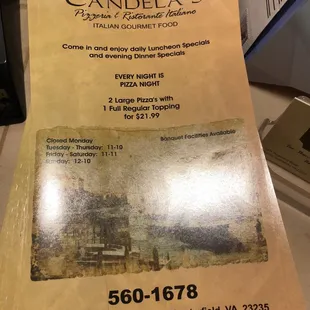 CANDELA'S
Pizzeria & Ristorante Italiano
ITALIAN GOURMET FOOD
Come in and enjoy daily Luncheon Specials
and evening Dinner Specials
EVERY NIGHT IS
PIZZA NIGHT
2 Large Pizza's with
1 Full Regular Topping
for $21.99
Closed Monday
Tuesday - Thursday: 11-10
Friday - Saturday: 11-11
Sunday: 12-10
Banquet Facilities Available
560-1678
VA 23235